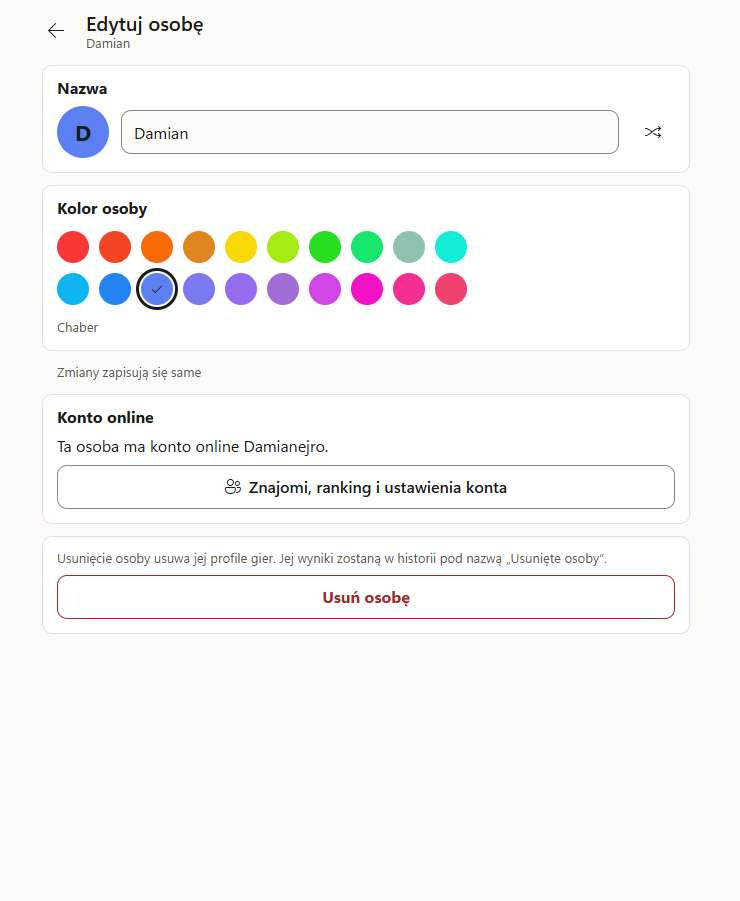 Edytuj osobę
Damian
Nazwa
D
Damian
Kolor osoby
Chaber
Zmiany zapisują się same
Konto online
Ta osoba ma konto online Damianejro.
Znajomi, ranking i ustawienia konta
Usunięcie osoby usuwa jej profile gier. Jej wyniki zostaną w historii pod nazwą „Usunięte osoby”.
Usuń osobę